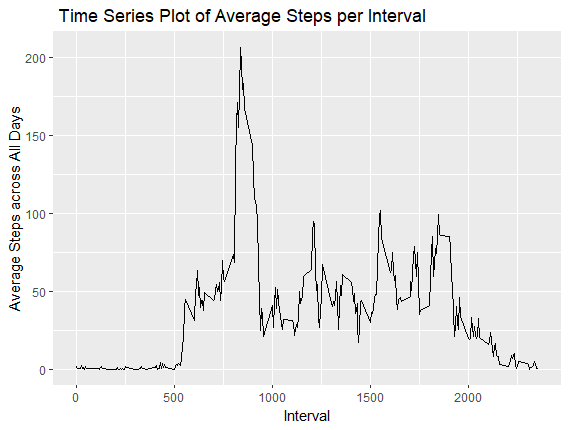 Time Series Plot of Average Steps per Interval
Average Steps across All Days
200
150
100
50
0
0 500 1000 1500 2000
Interval